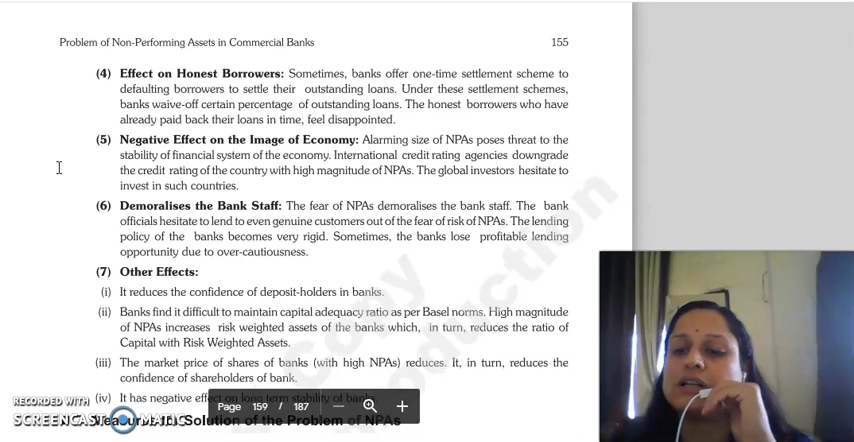 Problem of Non-Performing Assets in Commercial Banks 155
(4) Effect on Honest Borrowers: Sometimes, banks offer one-time settlement scheme to
defaulting borrowers to settle their outstanding loans. Under these settlement schemes,
banks waive-off certain percentage of outstanding loans. The honest borrowers who have
already paid back their loans in time, feel disappointed.
(5) Negative Effect on the Image of Economy: Alarming size of NPAs poses threat to the
stability of financial system of the economy. International credit rating agencies downgrade
the credit rating of the country with high magnitude of NPAs. The global investors hesitate to
invest in such countries.
(6) Demoralises the Bank Staff: The fear of NPAs demoralises the bank staff. The bank
officials hesitate to lend to even genuine customers out of the fear of risk of NPAs. The lending
policy of the banks becomes very rigid. Sometimes, the banks lose profitable lending
opportunity due to over-cautiousness.
(7) Other Effects:
(i) It reduces the confidence of deposit-holders in banks.
(ii) Banks find it difficult to maintain capital adequacy ratio as per Basel norms. High magnitude
of NPAs increases risk weighted assets of the banks which, in turn, reduces the ratio of
Capital with Risk Weighted Assets.
(iii) The market price of shares of banks (with high NPAs) reduces. It, in turn, reduces the
confidence of shareholders of bank.
(iv) It has negative effect on long term stability of banks.
Solution of the Problem of NPAs
Page 159 / 187
RECORDED WITH
SCREENCAST MATIC
Copy